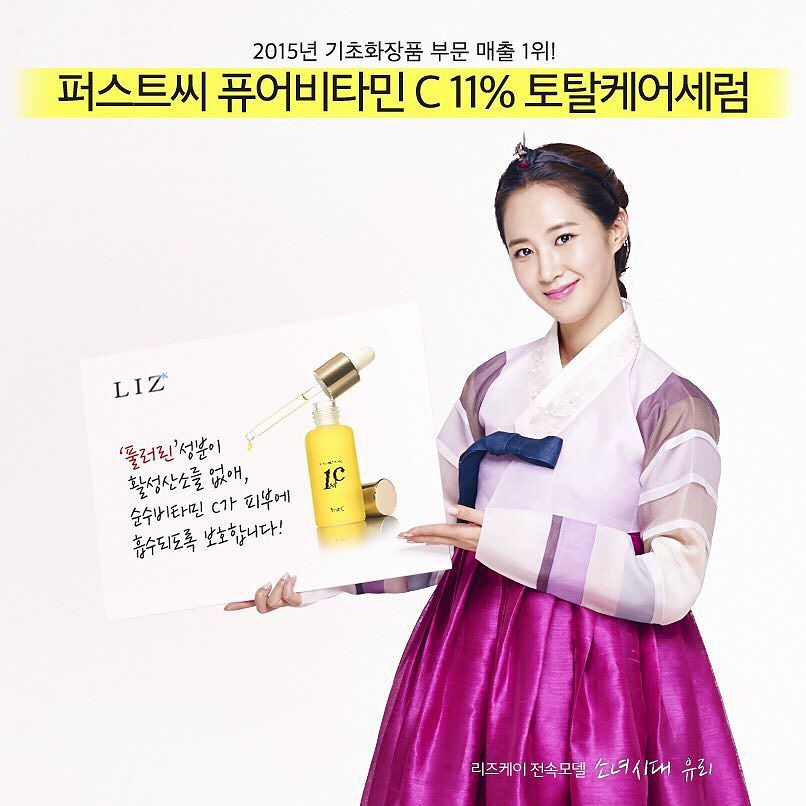 2015년 기초화장품 부문 매출 1위!
퍼스트씨 퓨어비타민 C 11% 토탈케어세럼
LIZ K
'풀러린'성분이
활성산소를 없애,
순수비타민 C가 피부에
흡수되도록 보호합니다!
1st C
First C
리즈케이 전속모델 소녀시대 유리